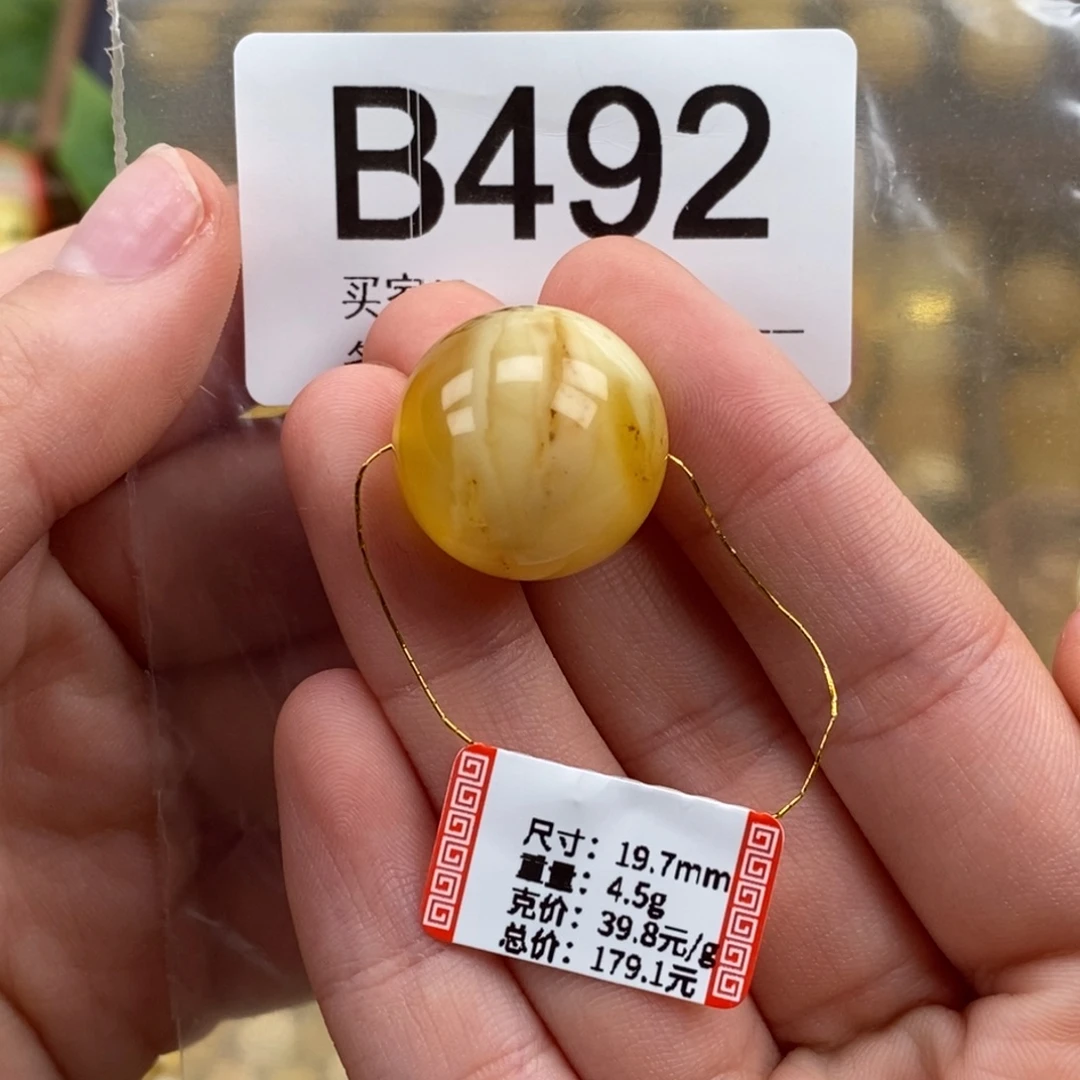 B492
买家
尺寸：19.7mm
重量：4.5g
克价：39.8元/g
总价：179.1元